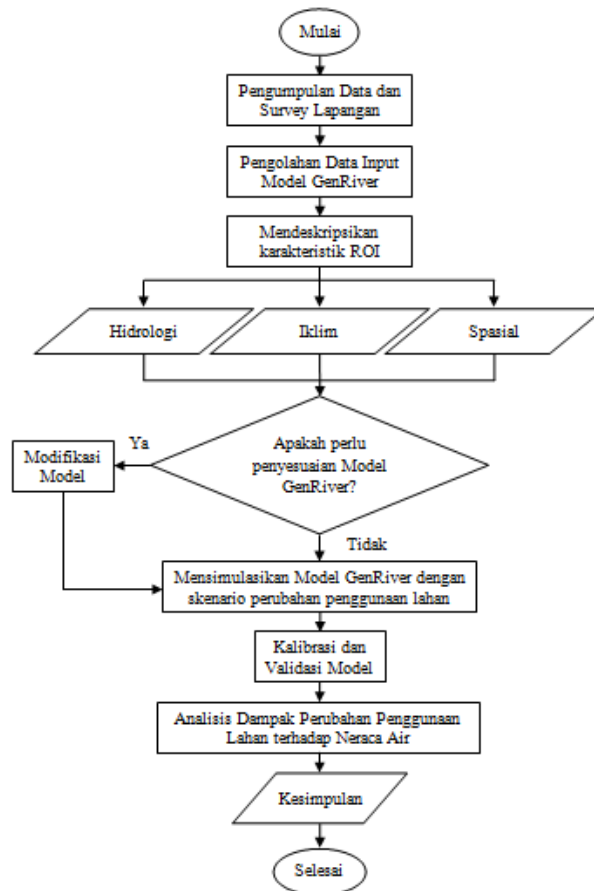 Mulai
Pengumpulan Data dan
Survey Lapangan
Pengolahan Data Input
Model GenRiver
Mendeskripsikan
karakteristik ROI
Hidrologi
Iklim
Spasial
Apakah perlu
penyesuaian Model
GenRiver?
Ya
Modifikasi
Model
Tidak
Mensimulasikan Model GenRiver dengan
skenario perubahan penggunaan lahan
Kalibrasi dan
Validasi Model
Analisis Dampak Perubahan Penggunaan
Lahan terhadap Neraca Air
Kesimpulan
Selesai